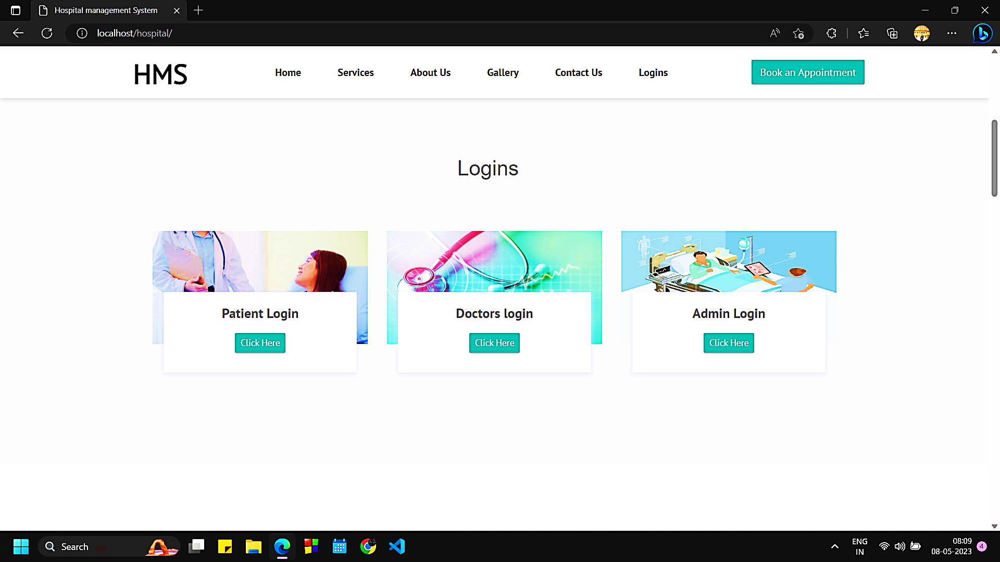 Hospital management System
localhost/hospital/
HMS
Home
Services
About Us
Gallery
Contact Us
Logins
Book an Appointment
Logins
Patient Login
Click Here
Doctors login
Click Here
Admin Login
Click Here
Search
ENG
IN
08:09
08-05-2023
4